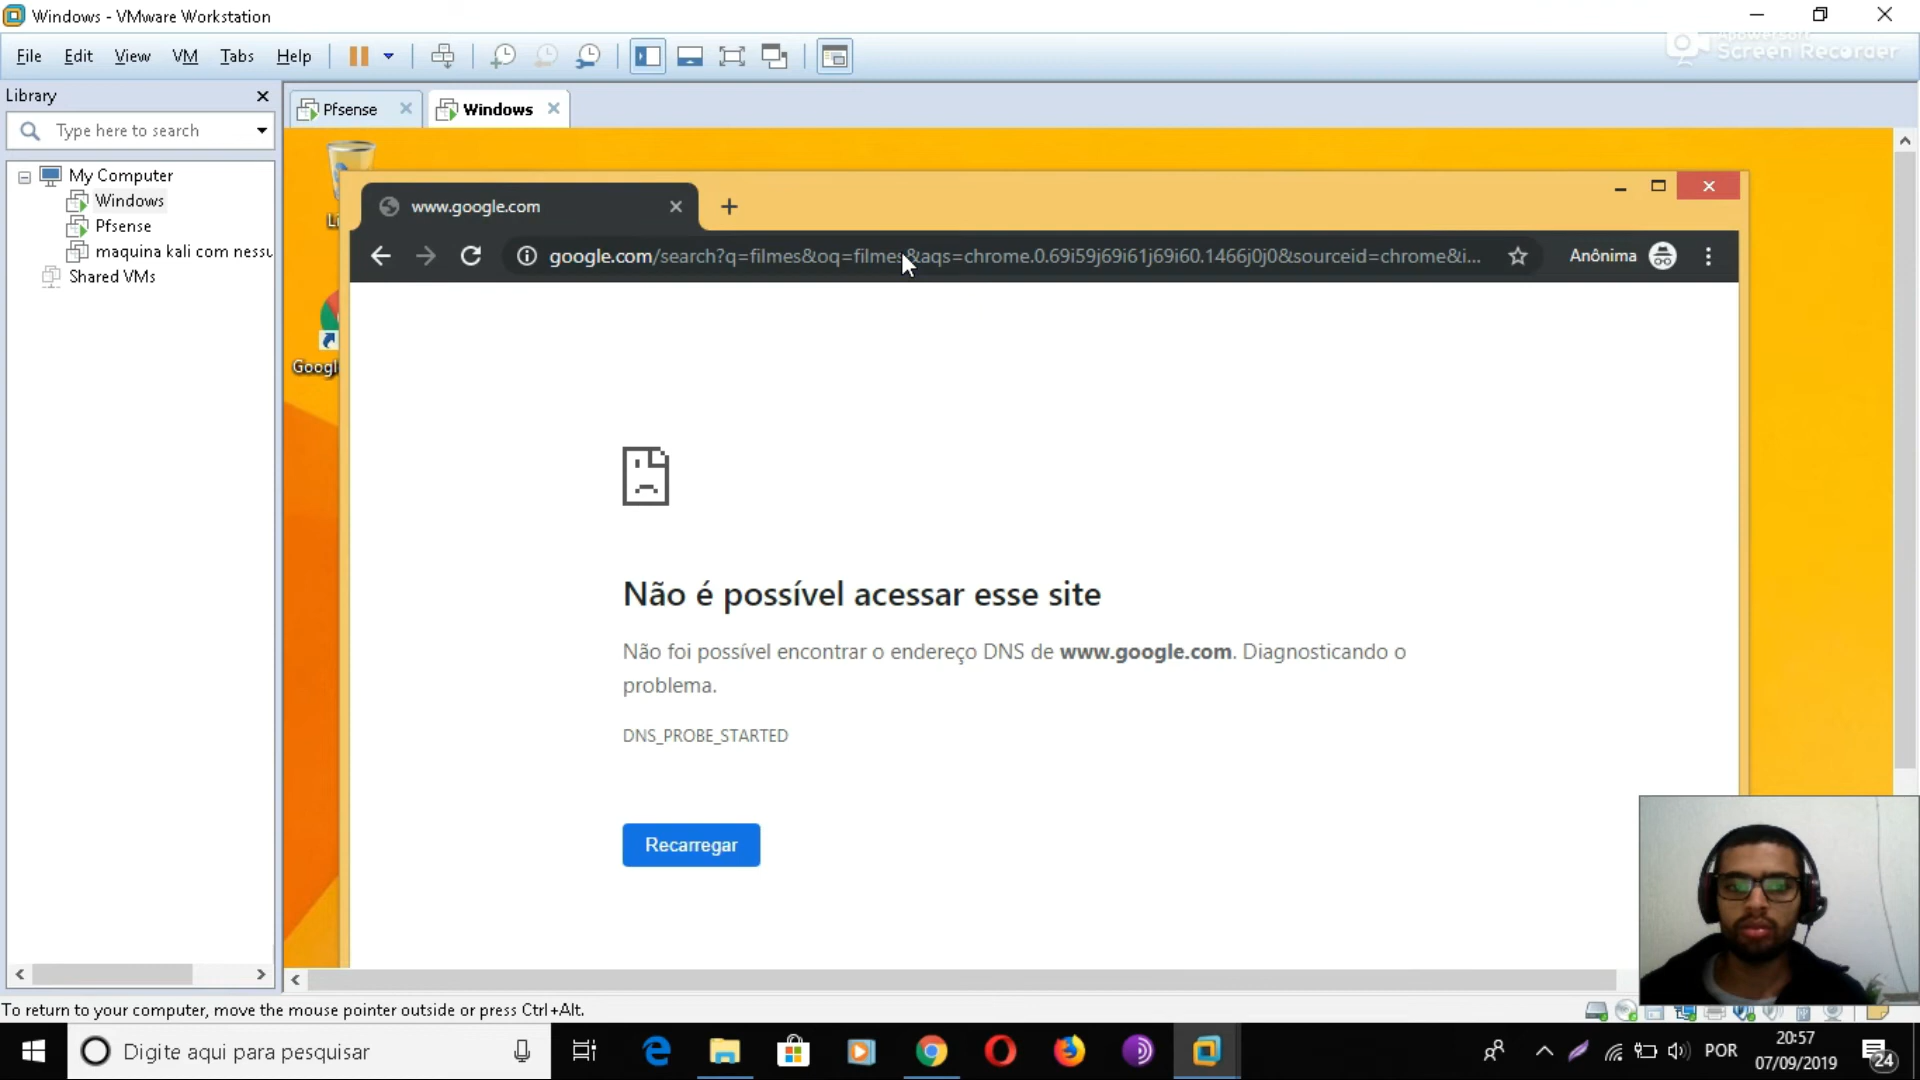 Windows - VMware Workstation
Apowersoft
Screen Recorder
File Edit View VM Tabs Help
Library
Pfsense
Windows
Type here to search
My Computer
Windows
Pfsense
maquina kali com nessu
Shared VMs
Li
Googl
www.google.com
google.com/search?q=filmes&oq=filmes&aqs=chrome.0.69i59j69i61j69i60.1466j0j0&sourceid=chrome&i...
Anônima
Não é possível acessar esse site
Não foi possível encontrar o endereço DNS de www.google.com. Diagnosticando o
problema.
DNS_PROBE_STARTED
Recarregar
To return to your computer, move the mouse pointer outside or press Ctrl+Alt.
Digite aqui para pesquisar
POR
20:57
07/09/2019
24